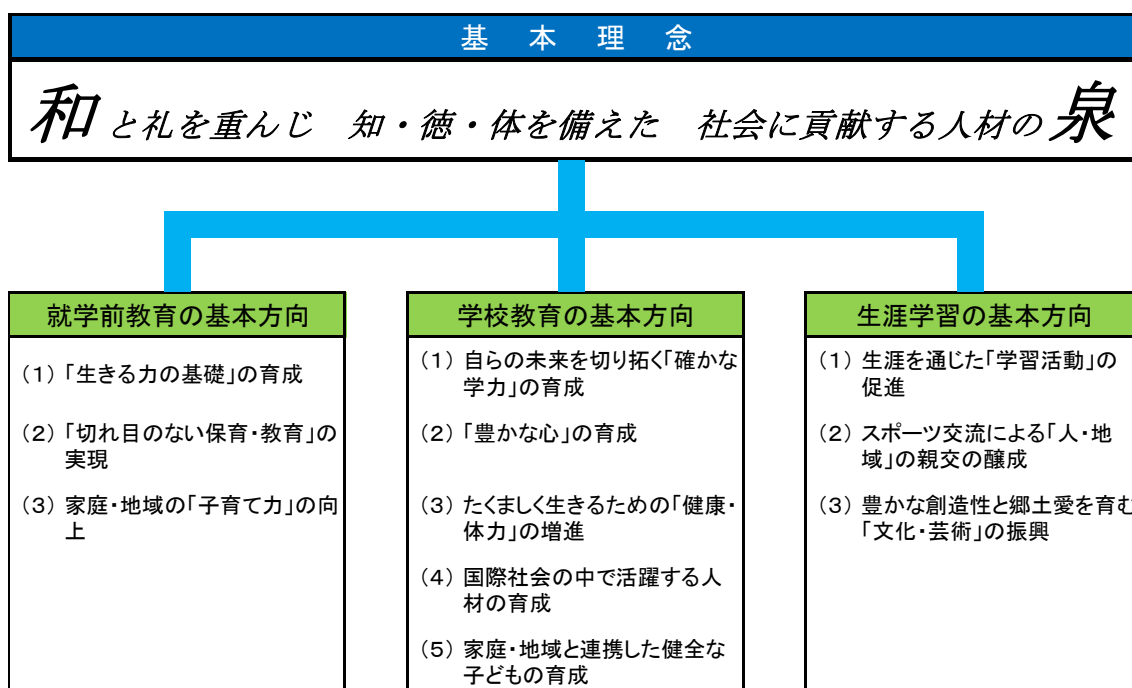 基本理念
和と礼を重んじ 知・徳・体を備えた 社会に貢献する人材の泉
就学前教育の基本方向
(1)「生きる力の基礎」の育成
(2)「切れ目のない保育・教育」の
実現
(3)家庭・地域の「子育て力」の向
上
学校教育の基本方向
(1)自らの未来を切り拓く「確かな
学力」の育成
(2)「豊かな心」の育成
(3)たくましく生きるための「健康・
体力」の増進
(4)国際社会の中で活躍する人
材の育成
(5)家庭・地域と連携した健全な
子どもの育成
生涯学習の基本方向
(1)生涯を通じた「学習活動」の
促進
(2)スポーツ交流による「人・地
域」の親交の醸成
(3)豊かな創造性と郷土愛を育む
「文化・芸術」の振興